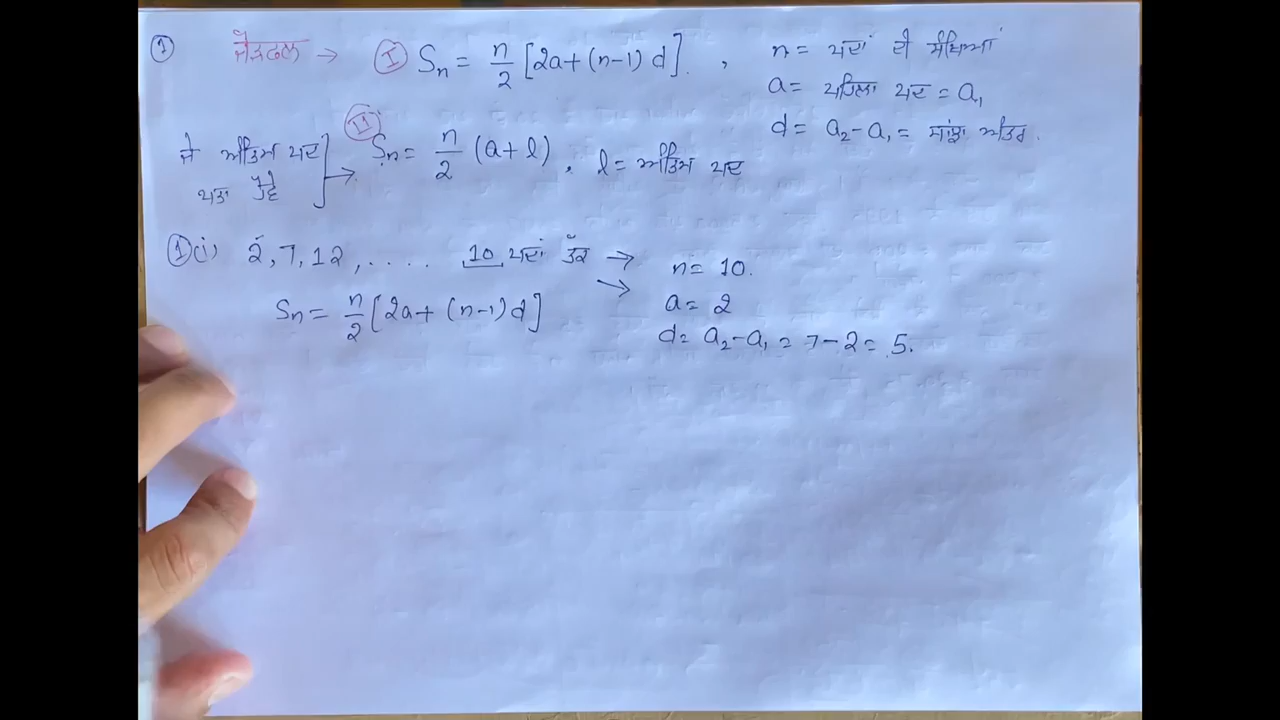 ① ਜੋੜਫਲ → Ⓘ Sₙ = n/2 [2a+(n-1)d] , n = ਪਦਾਂ ਦੀ ਸੰਖਿਆਂ
a = ਪਹਿਲਾ ਪਦ = a₁
d = a₂-a₁ = ਸਾਂਝਾ ਅੰਤਰ.
ਜੇ ਅੰਤਿਮ ਪਦ ਪਤਾ ਹੋਵੇ → Ⅱ Sₙ = n/2 (a+l) , l = ਅੰਤਿਮ ਪਦ
①(i) 2, 7, 12, .... 10 ਪਦਾਂ ਤੱਕ → n = 10.
Sₙ = n/2 [2a+(n-1)d] → a = 2
d = a₂-a₁ = 7-2 = 5.